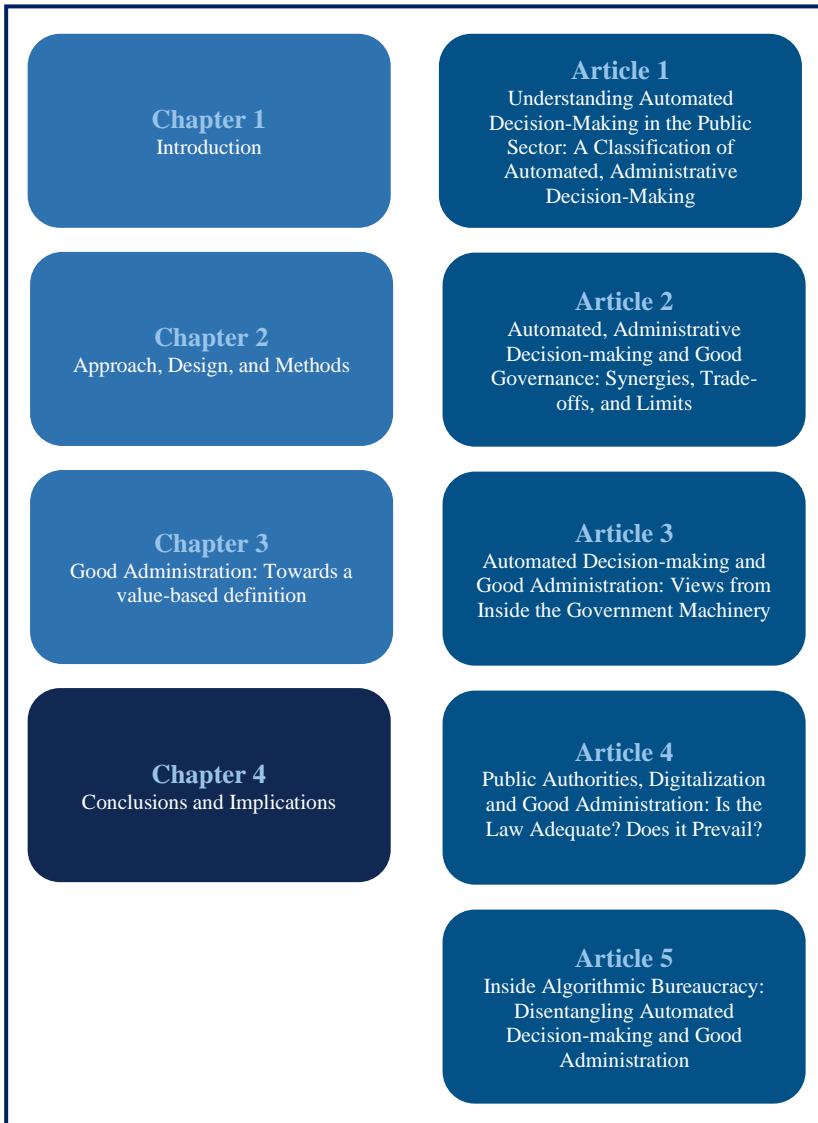 Chapter 1
Introduction
Chapter 2
Approach, Design, and Methods
Chapter 3
Good Administration: Towards a
value-based definition
Chapter 4
Conclusions and Implications
Article 1
Understanding Automated
Decision-Making in the Public
Sector: A Classification of
Automated, Administrative
Decision-Making
Article 2
Automated, Administrative
Decision-making and Good
Governance: Synergies, Trade-
offs, and Limits
Article 3
Automated Decision-making and
Good Administration: Views from
Inside the Government Machinery
Article 4
Public Authorities, Digitalization
and Good Administration: Is the
Law Adequate? Does it Prevail?
Article 5
Inside Algorithmic Bureaucracy:
Disentangling Automated
Decision-making and Good
Administration